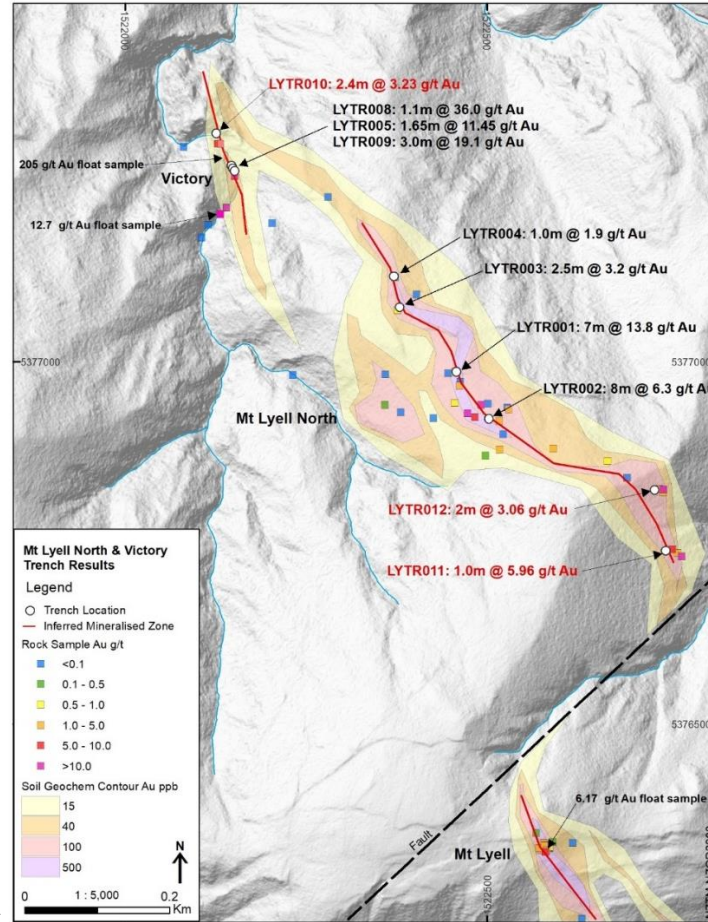 1522000
1522500
LYTR010: 2.4m @ 3.23 g/t Au
LYTR008: 1.1m @ 36.0 g/t Au
LYTR005: 1.65m @ 11.45 g/t Au
LYTR009: 3.0m @ 19.1 g/t Au
205 g/t Au float sample
Victory
12.7 g/t Au float sample
LYTR004: 1.0m @ 1.9 g/t Au
LYTR003: 2.5m @ 3.2 g/t Au
LYTR001: 7m @ 13.8 g/t Au
5377000
5377000
LYTR002: 8m @ 6.3 g/t Au
Mt Lyell North
LYTR012: 2m @ 3.06 g/t Au
LYTR011: 1.0m @ 5.96 g/t Au
Mt Lyell North & Victory
Trench Results
Legend
Trench Location
Inferred Mineralised Zone
Rock Sample Au g/t
<0.1
0.1 - 0.5
0.5 - 1.0
1.0 - 5.0
5.0 - 10.0
>10.0
Soil Geochem Contour Au ppb
15
40
100
500
N
1 : 5,000
0
0.2
Km
5376500
6.17 g/t Au float sample
Fault
Mt Lyell
1522500